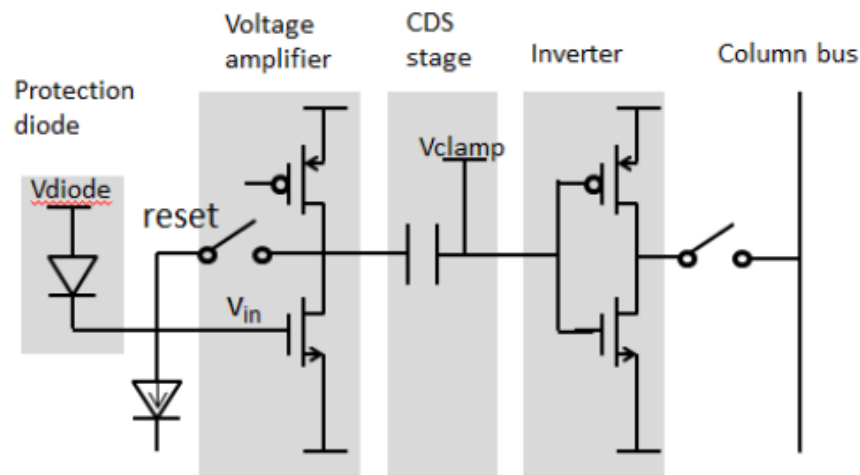 Voltage
amplifier
CDS
stage
Inverter
Column bus
Protection
diode
Vdiode
Vclamp
reset
Vin